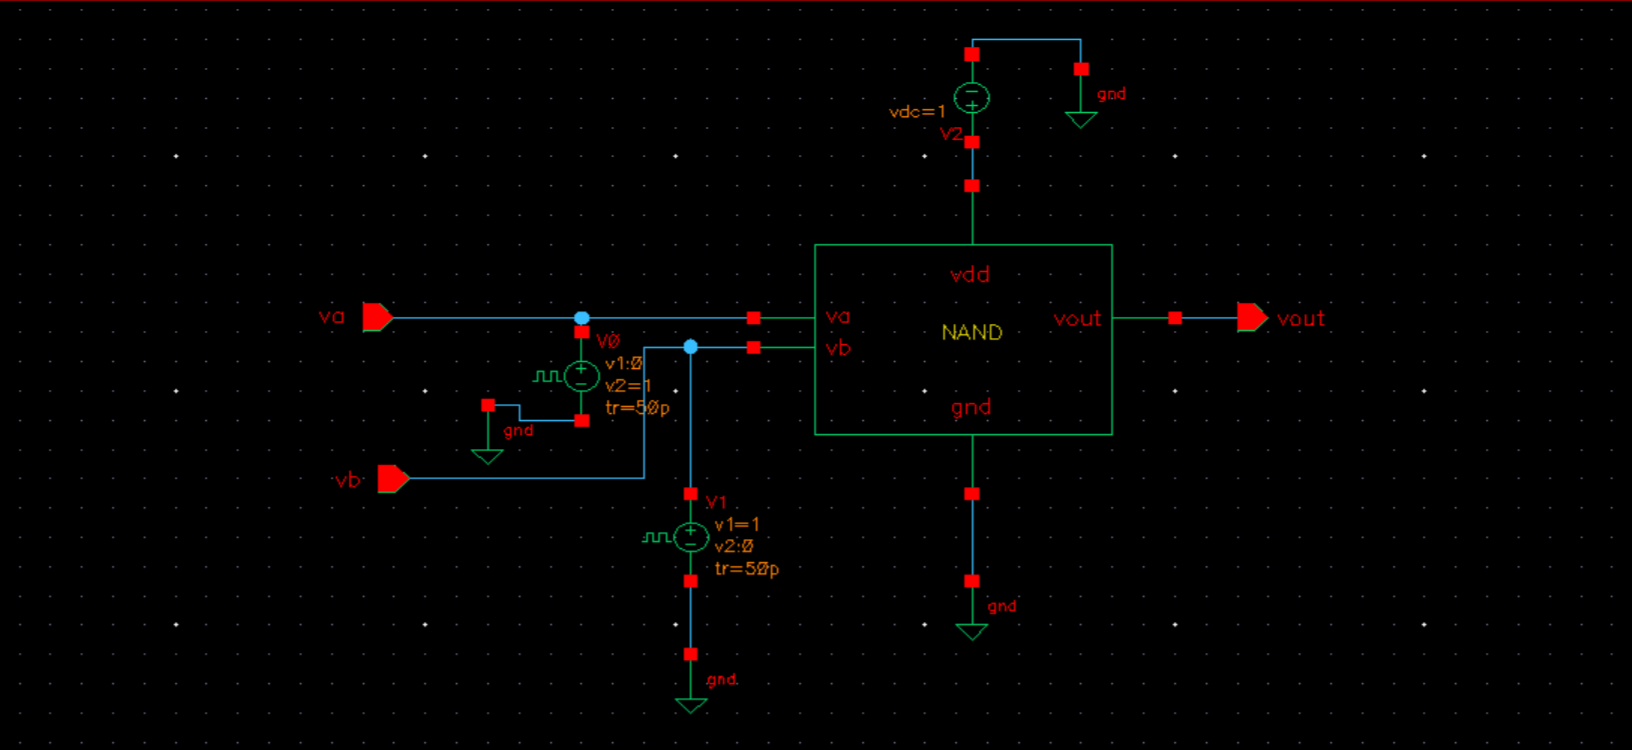 gnd
vdc=1
V2
vdd
va
va
vout
vout
NAND
V0
vb
v1:0
v2=1
tr=50p
gnd
gnd
vb
V1
v1=1
v2:0
tr=50p
gnd
gnd